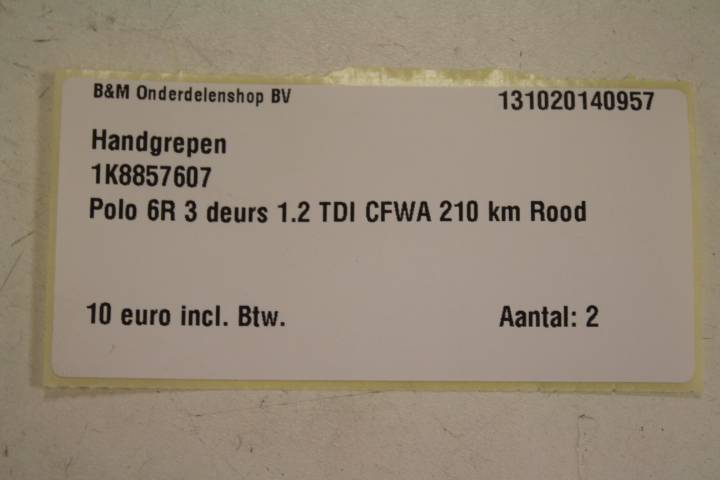 B&M Onderdelenshop BV 131020140957
Handgrepen
1K8857607
Polo 6R 3 deurs 1.2 TDI CFWA 210 km Rood
10 euro incl. Btw. Aantal: 2